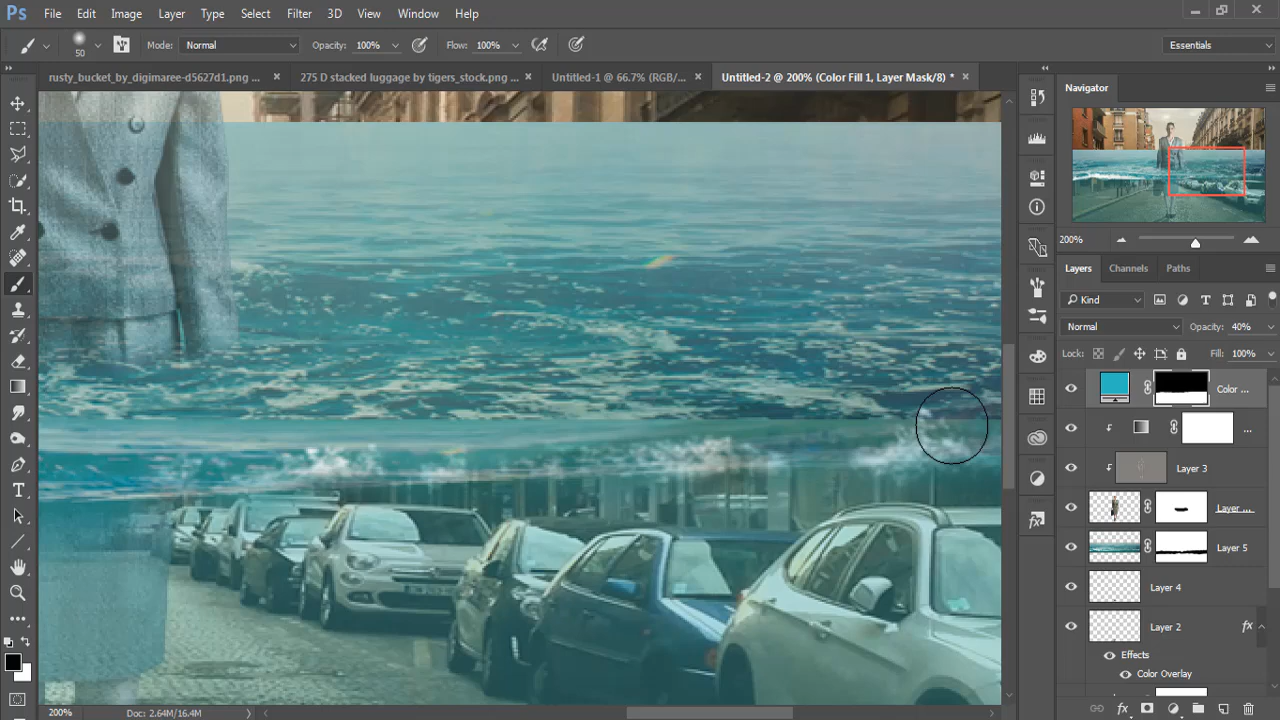 Ps File Edit Image Layer Type Select Filter 3D View Window Help
50 Mode: Normal Opacity: 100% Flow: 100% Essentials
rusty_bucket_by_digimaree-d5627d1.png ... × 275 D stacked luggage by tigers_stock.png ... × Untitled-1 @ 66.7% (RGB/... × Untitled-2 @ 200% (Color Fill 1, Layer Mask/8) * ×
Navigator
200%
Layers Channels Paths
Kind
Normal Opacity: 40%
Lock: Fill: 100%
Color ...
...
Layer 3
Layer ...
Layer 5
Layer 4
Layer 2 fx
Effects
Color Overlay
200% Doc: 2.64M/16.4M